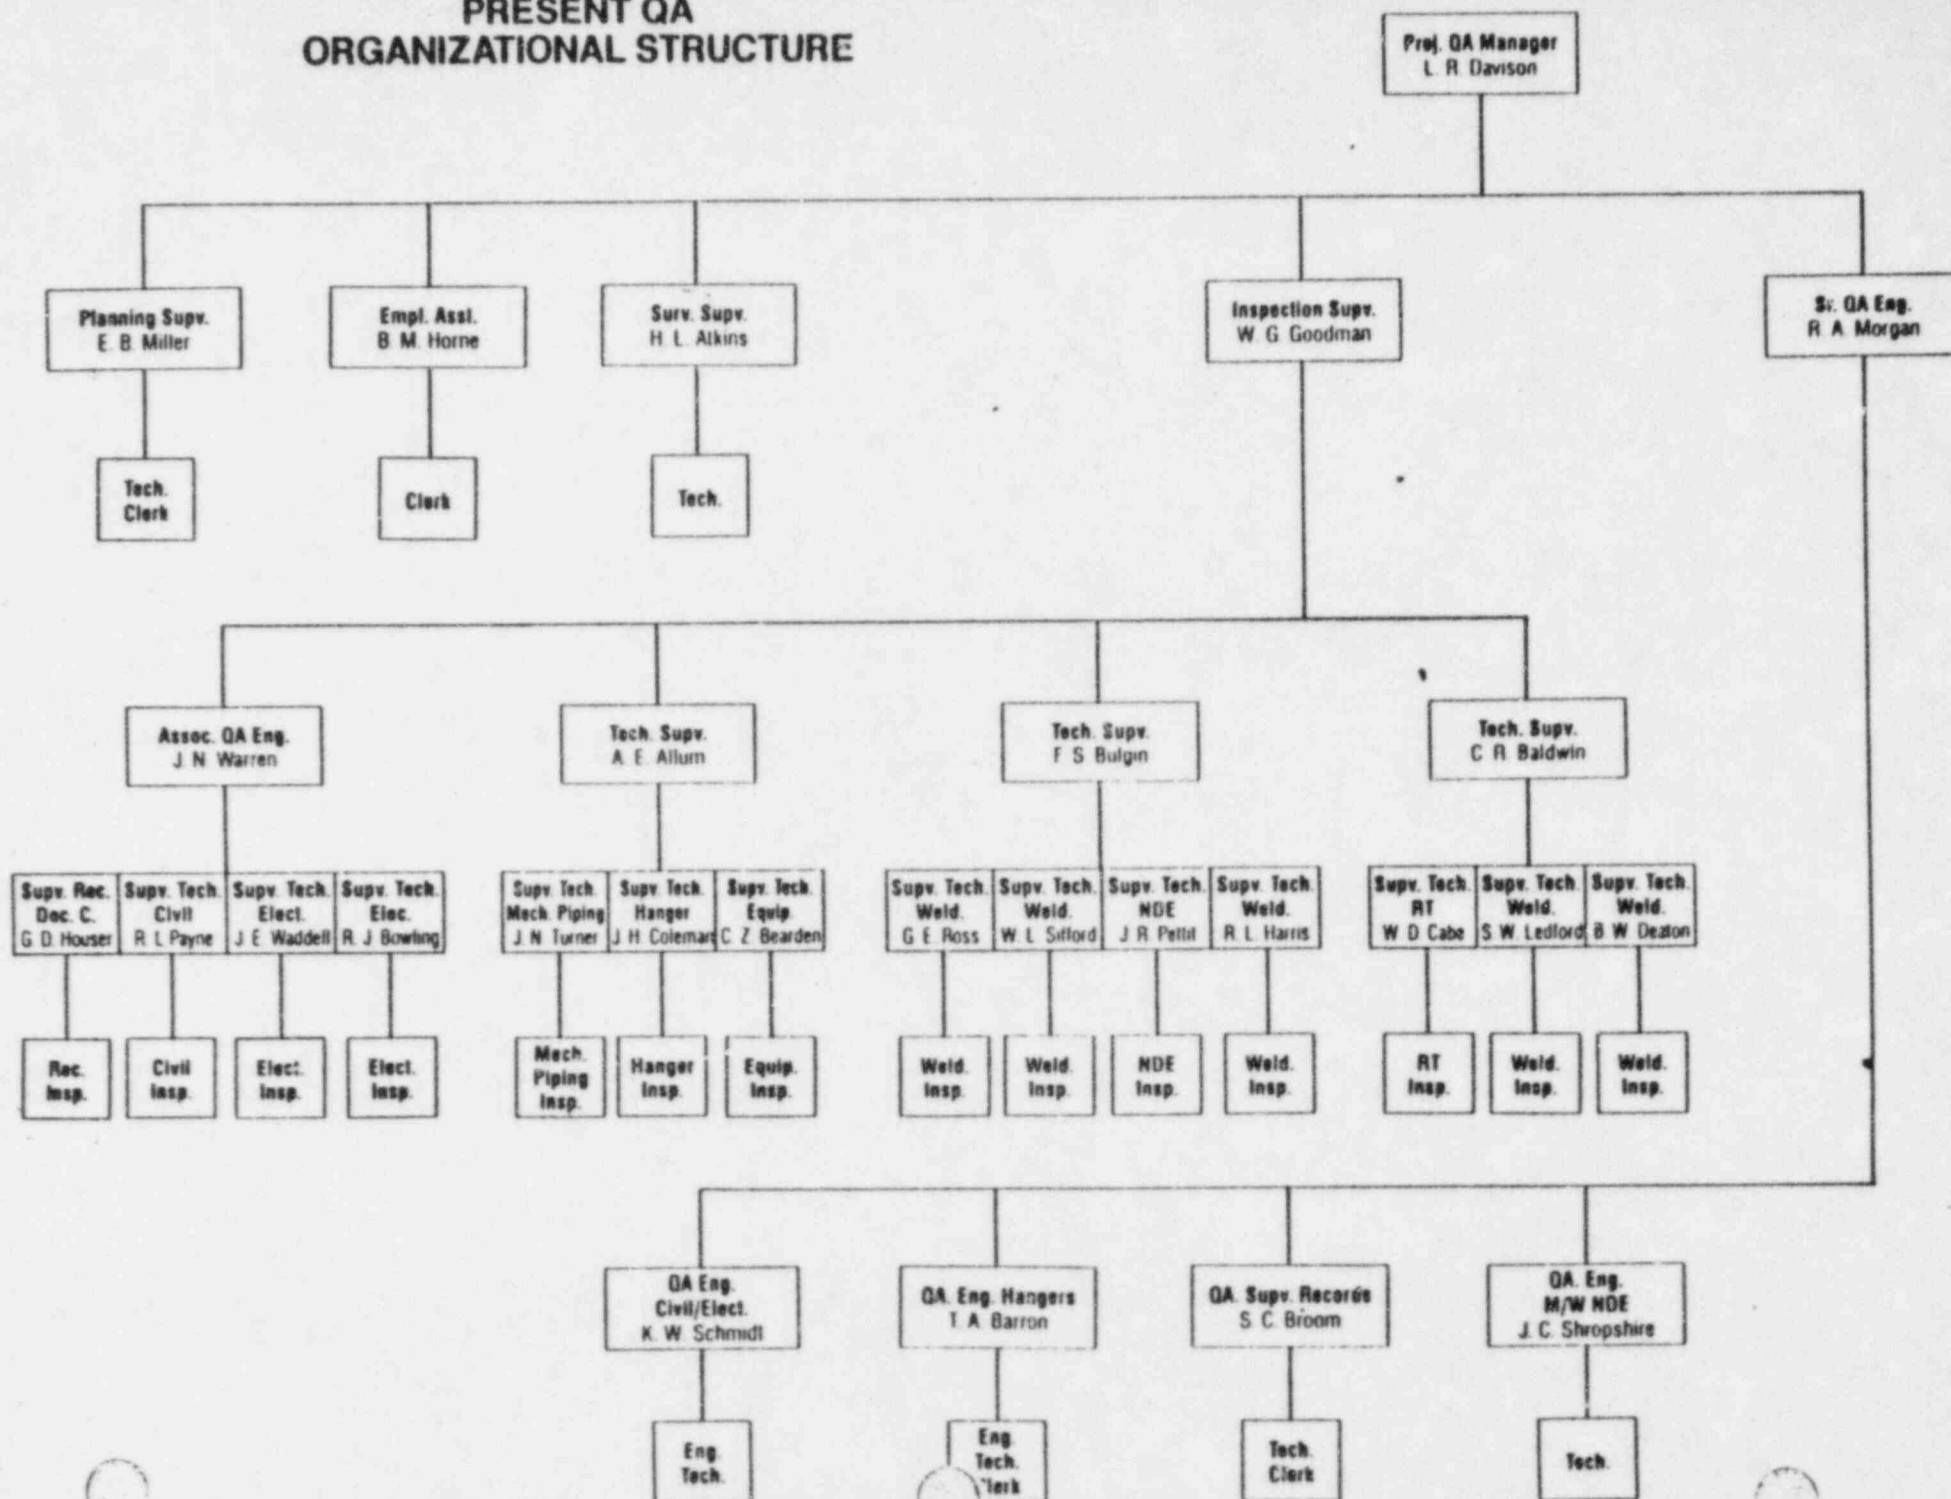 PRESENT QA
ORGANIZATIONAL STRUCTURE
Proj. QA Manager
L. R. Davison
Planning Supv.
E. B. Miller
Empl. Asst.
B. M. Horne
Surv. Supv.
H. L. Atkins
Inspection Supv.
W. G. Goodman
Sr. QA Eng.
R. A. Morgan
Tech.
Clerk
Clerk
Tech.
Assoc. QA Eng.
J. N. Warren
Tech. Supv.
A. E. Allum
Tech. Supv.
F. S. Bulgin
Tech. Supv.
C. R. Baldwin
Supv. Rec.
Doc. C.
G. D. Houser
Supv. Tech.
Civil
R. L. Payne
Supv. Tech.
Elect.
J. E. Waddell
Supv. Tech.
Elec.
R. J. Bowling
Supv. Tech.
Mech. Piping
J. N. Turner
Supv. Tech.
Hanger
J. H. Coleman
Supv. Tech.
Equip.
C. Z. Bearden
Supv. Tech.
Weld.
G. E. Ross
Supv. Tech.
Weld.
W. L. Sifford
Supv. Tech.
NDE
J. R. Pettit
Supv. Tech.
Weld.
R. L. Harris
Supv. Tech.
RT
W. D. Cabe
Supv. Tech.
Weld.
S. W. Ledford
Supv. Tech.
Weld.
B. W. Deaton
Rec.
Insp.
Civil
Insp.
Elect.
Insp.
Elect.
Insp.
Mech.
Piping
Insp.
Hanger
Insp.
Equip.
Insp.
Weld.
Insp.
Weld.
Insp.
NDE
Insp.
Weld.
Insp.
RT
Insp.
Weld.
Insp.
Weld.
Insp.
QA Eng.
Civil/Elect.
K. W. Schmidt
QA. Eng. Hangers
T. A. Barron
QA. Supv. Records
S. C. Broom
QA. Eng.
M/W NDE
J. C. Shropshire
Eng.
Tech.
Eng.
Tech.
Clerk
Tech.
Clerk
Tech.